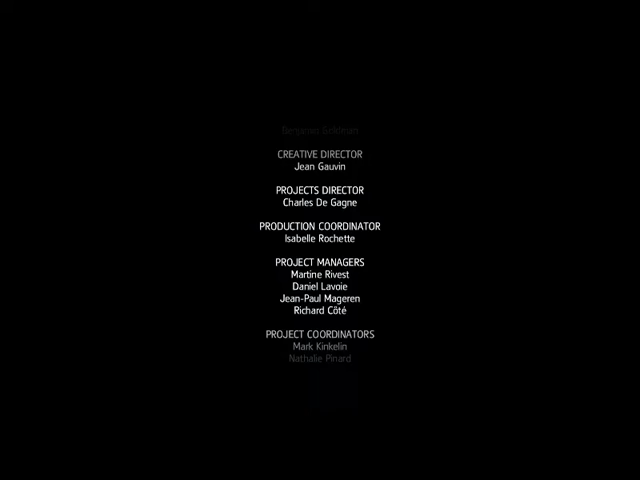 CREATIVE DIRECTOR
Jean Gauvin
PROJECTS DIRECTOR
Charles De Gagne
PRODUCTION COORDINATOR
Isabelle Rochette
PROJECT MANAGERS
Martine Rivest
Daniel Lavoie
Jean-Paul Mageren
Richard Côté
PROJECT COORDINATORS
Mark Kinkelin
Nathalie Pinard